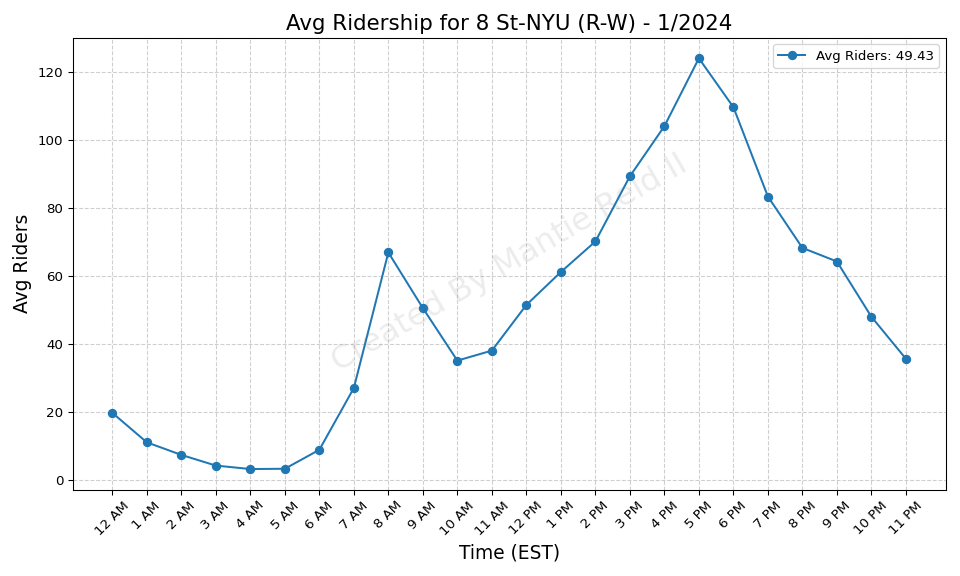 Avg Ridership for 8 St-NYU (R-W) - 1/2024
Avg Riders: 49.43
120
100
80
60
40
20
0
Avg Riders
Created By Mantie Reid II
12 AM
1 AM
2 AM
3 AM
4 AM
5 AM
6 AM
7 AM
8 AM
9 AM
10 AM
11 AM
12 PM
1 PM
2 PM
3 PM
4 PM
5 PM
6 PM
7 PM
8 PM
9 PM
10 PM
11 PM
Time (EST)